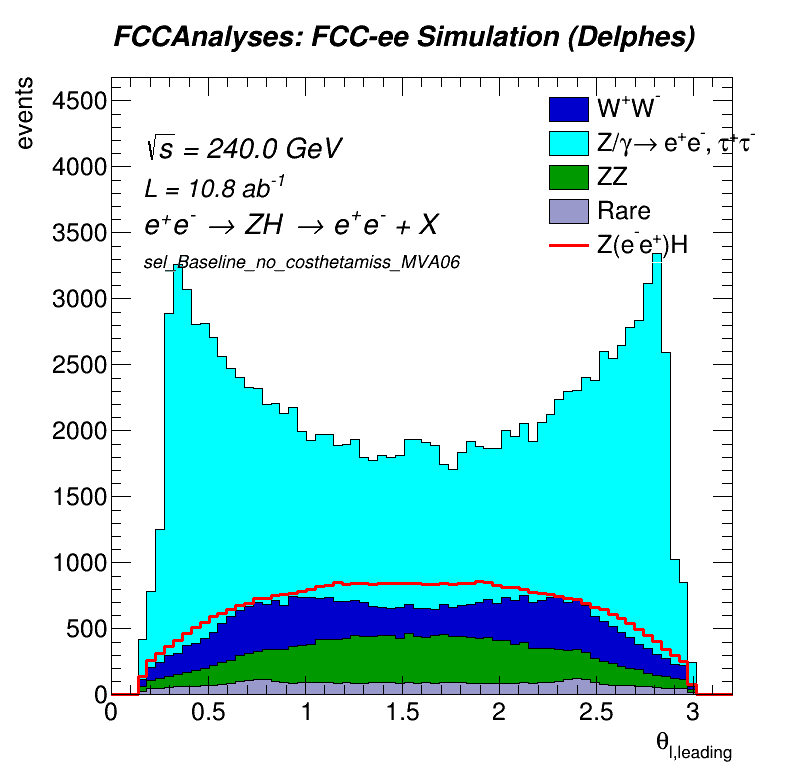 FCCAnalyses: FCC-ee Simulation (Delphes)
events
4500
4000
3500
3000
2500
2000
1500
1000
500
0
√s = 240.0 GeV
L = 10.8 ab⁻¹
e⁺e⁻ → ZH → e⁺e⁻ + X
sel_Baseline_no_costhetamiss_MVA06
W⁺W⁻
Z/γ→ e⁺e⁻, τ⁺τ⁻
ZZ
Rare
Z(e⁻e⁺)H
0 0.5 1 1.5 2 2.5 3
θl,leading